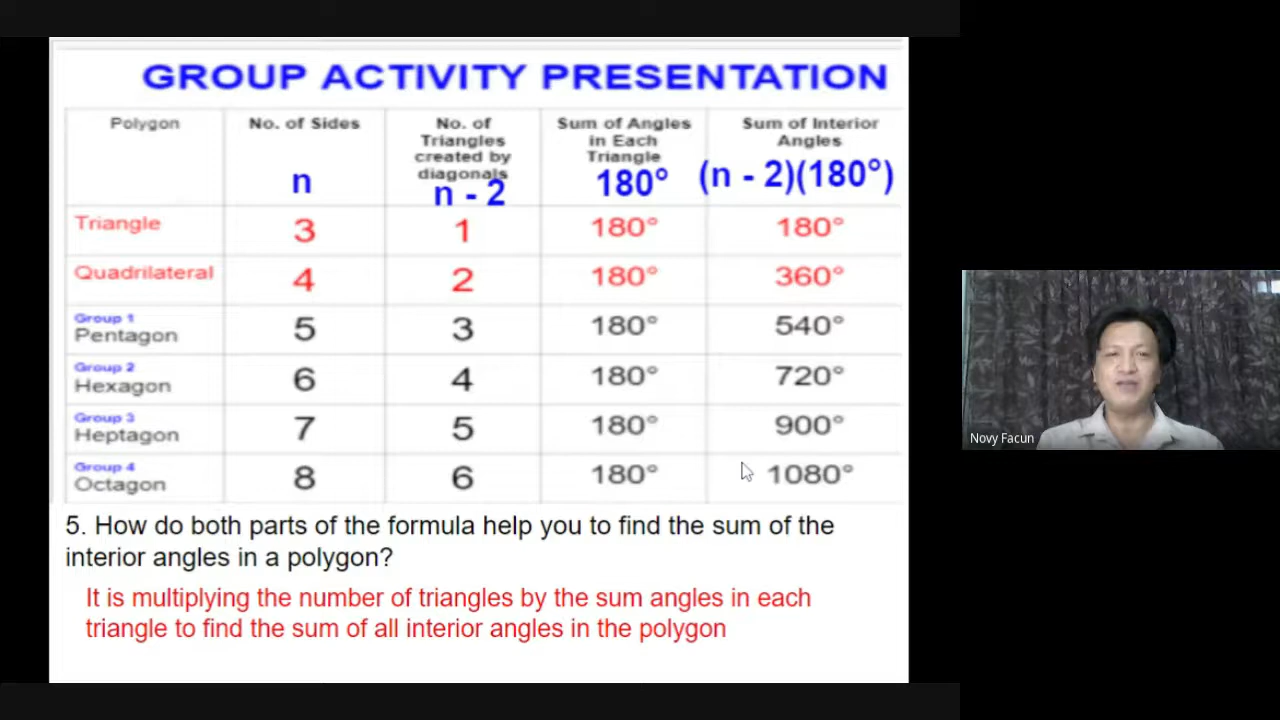 GROUP ACTIVITY PRESENTATION
Polygon
No. of Sides
n
No. of
Triangles
created by
diagonals
n - 2
Sum of Angles
in Each
Triangle
180°
Sum of Interior
Angles
(n - 2)(180°)
Triangle 3 1 180° 180°
Quadrilateral 4 2 180° 360°
Group 1
Pentagon 5 3 180° 540°
Group 2
Hexagon 6 4 180° 720°
Group 3
Heptagon 7 5 180° 900°
Group 4
Octagon 8 6 180° 1080°
5. How do both parts of the formula help you to find the sum of the
interior angles in a polygon?
It is multiplying the number of triangles by the sum angles in each
triangle to find the sum of all interior angles in the polygon
Novy Facun